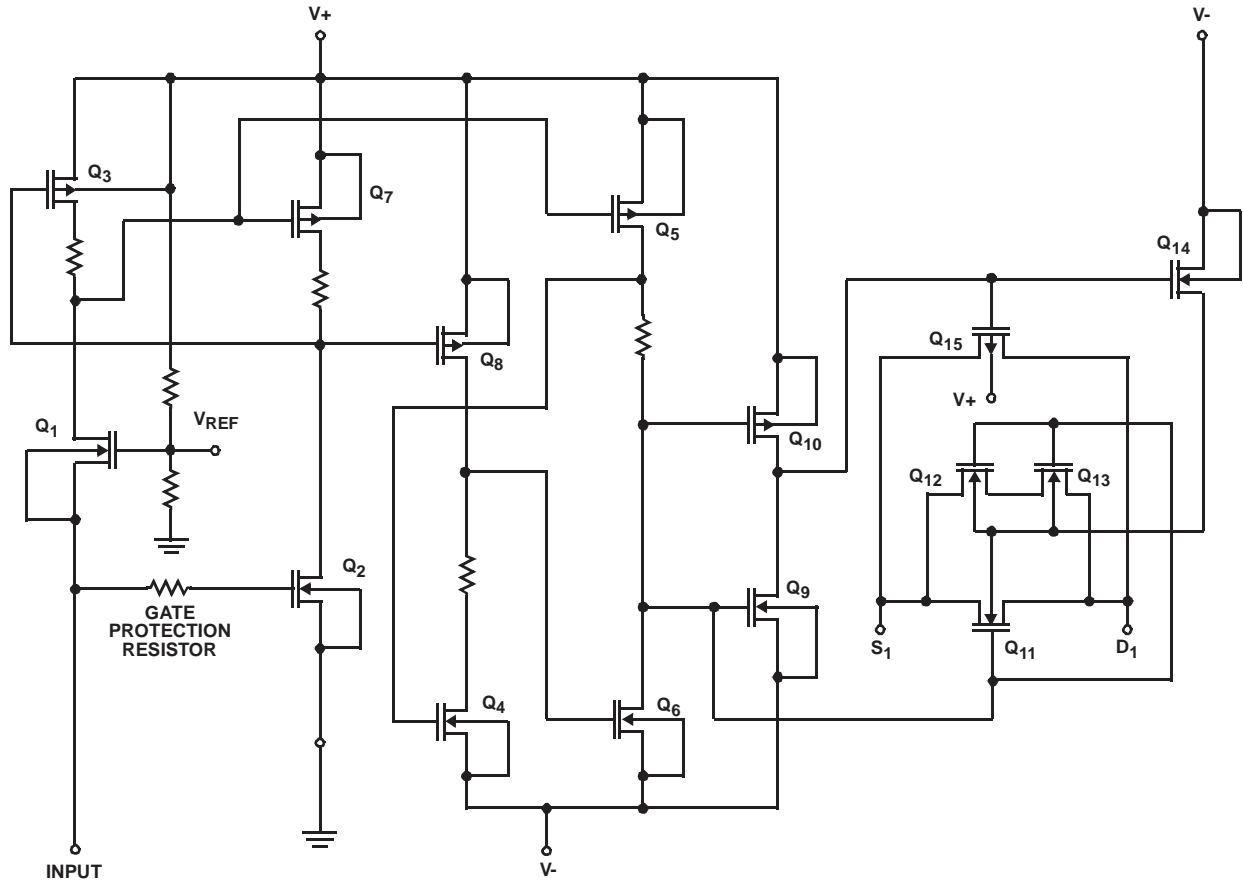 V+
V-
Q3
Q7
Q5
Q14
Q8
Q15
V+
VREF
Q1
Q10
Q12
Q13
Q2
Q9
GATE
PROTECTION
RESISTOR
S1
Q11
D1
Q4
Q6
INPUT
V-